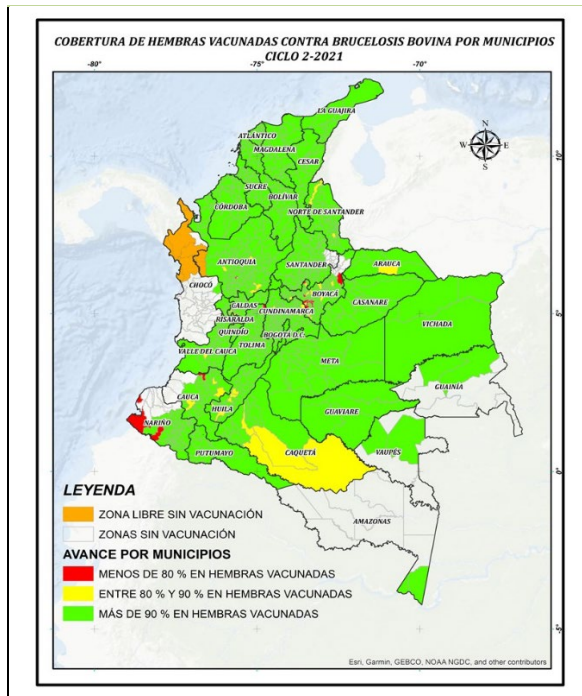 COBERTURA DE HEMBRAS VACUNADAS CONTRA BRUCELOSIS BOVINA POR MUNICIPIOS
CICLO 2-2021
-80°
-75°
-70°
N
W
E
S
LA GUAJIRA
ATLÁNTICO
MAGDALENA
CESAR
10°
SUCRE
BOLÍVAR
CÓRDOBA
NORTE DE SANTANDER
ANTIOQUIA
SANTANDER
ARAUCA
CHOCÓ
BOYACÁ
CASANARE
5°
CALDAS
CUNDINAMARCA
RISARALDA
VICHADA
QUINDÍO
BOGOTA D.C.
TOLIMA
VALLE DEL CAUCA
META
GUAINÍA
CAUCA
HUILA
GUAVIARE
NARIÑO
VAUPÉS
PUTUMAYO
CAQUETÁ
0°
AMAZONAS
-5°
LEYENDA
ZONA LIBRE SIN VACUNACIÓN
ZONAS SIN VACUNACIÓN
AVANCE POR MUNICIPIOS
MENOS DE 80 % EN HEMBRAS VACUNADAS
ENTRE 80 % Y 90 % EN HEMBRAS VACUNADAS
MÁS DE 90 % EN HEMBRAS VACUNADAS
Esri, Garmin, GEBCO, NOAA NGDC, and other contributors